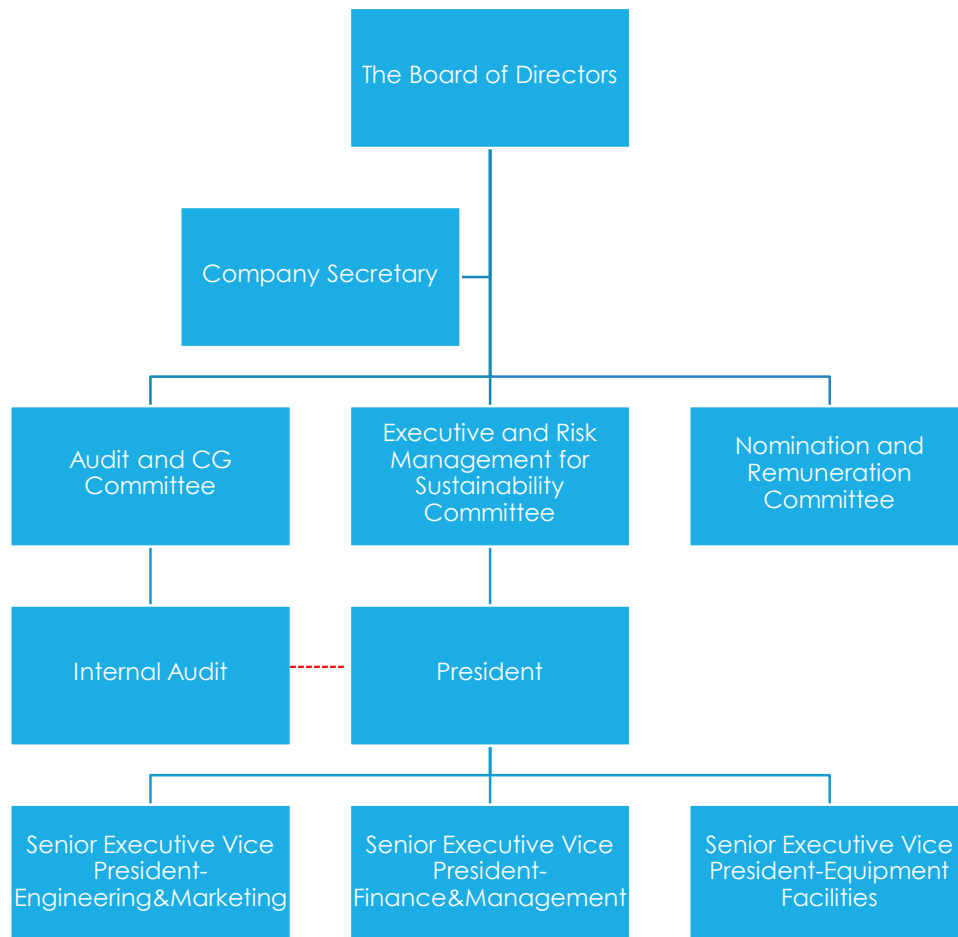 The Board of Directors
Company Secretary
Audit and CG
Committee
Executive and Risk
Management for
Sustainability
Committee
Nomination and
Remuneration
Committee
Internal Audit
President
Senior Executive Vice
President-
Engineering&Marketing
Senior Executive Vice
President-
Finance&Management
Senior Executive Vice
President-Equipment
Facilities